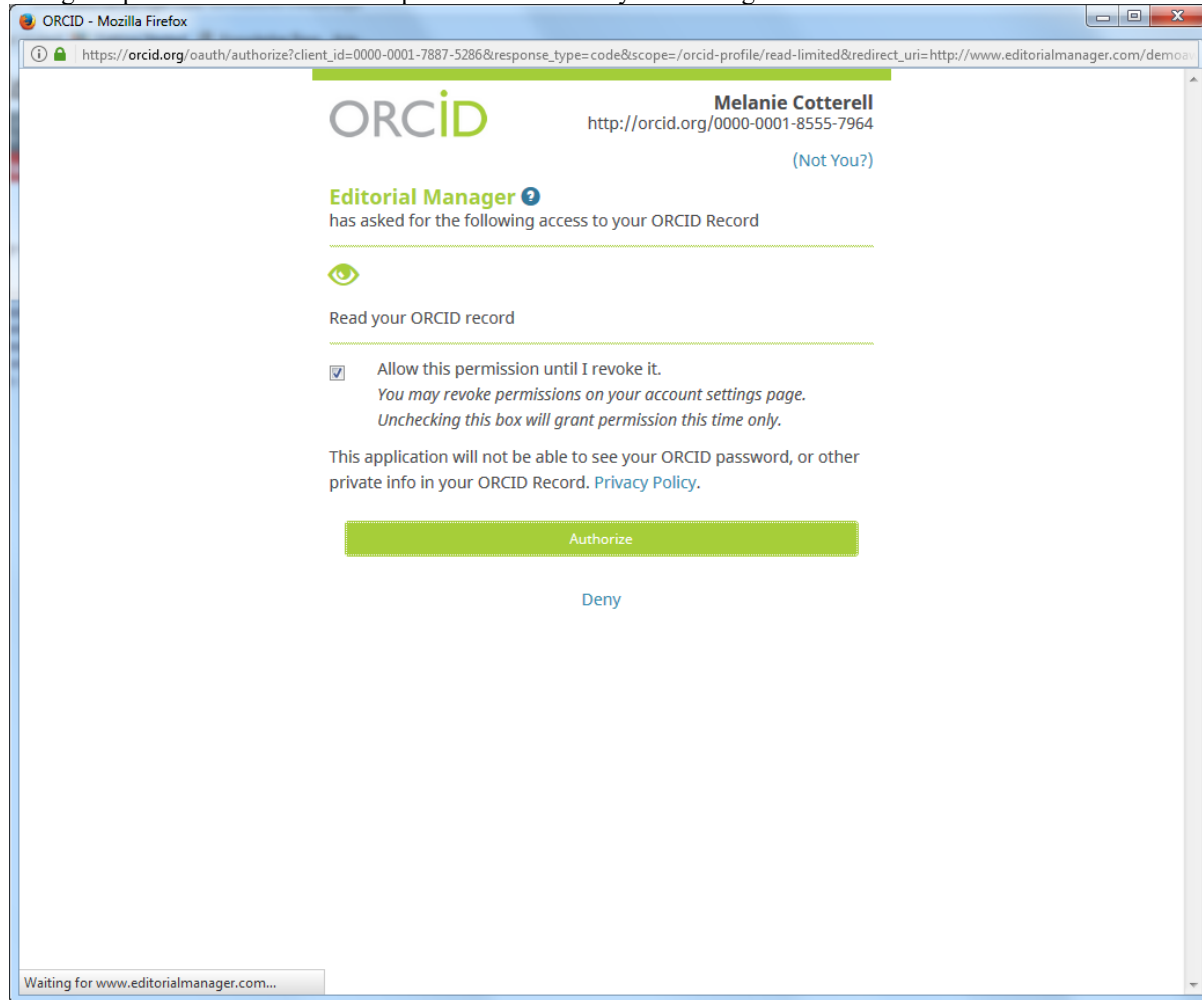 ORCID - Mozilla Firefox
https://orcid.org/oauth/authorize?client_id=0000-0001-7887-5286&response_type=code&scope=/orcid-profile/read-limited&redirect_uri=http://www.editorialmanager.com/demoa
ORCiD
Melanie Cotterell
http://orcid.org/0000-0001-8555-7964
(Not You?)
Editorial Manager ?
has asked for the following access to your ORCID Record
Read your ORCID record
Allow this permission until I revoke it.
You may revoke permissions on your account settings page.
Unchecking this box will grant permission this time only.
This application will not be able to see your ORCID password, or other
private info in your ORCID Record. Privacy Policy.
Authorize
Deny
Waiting for www.editorialmanager.com...